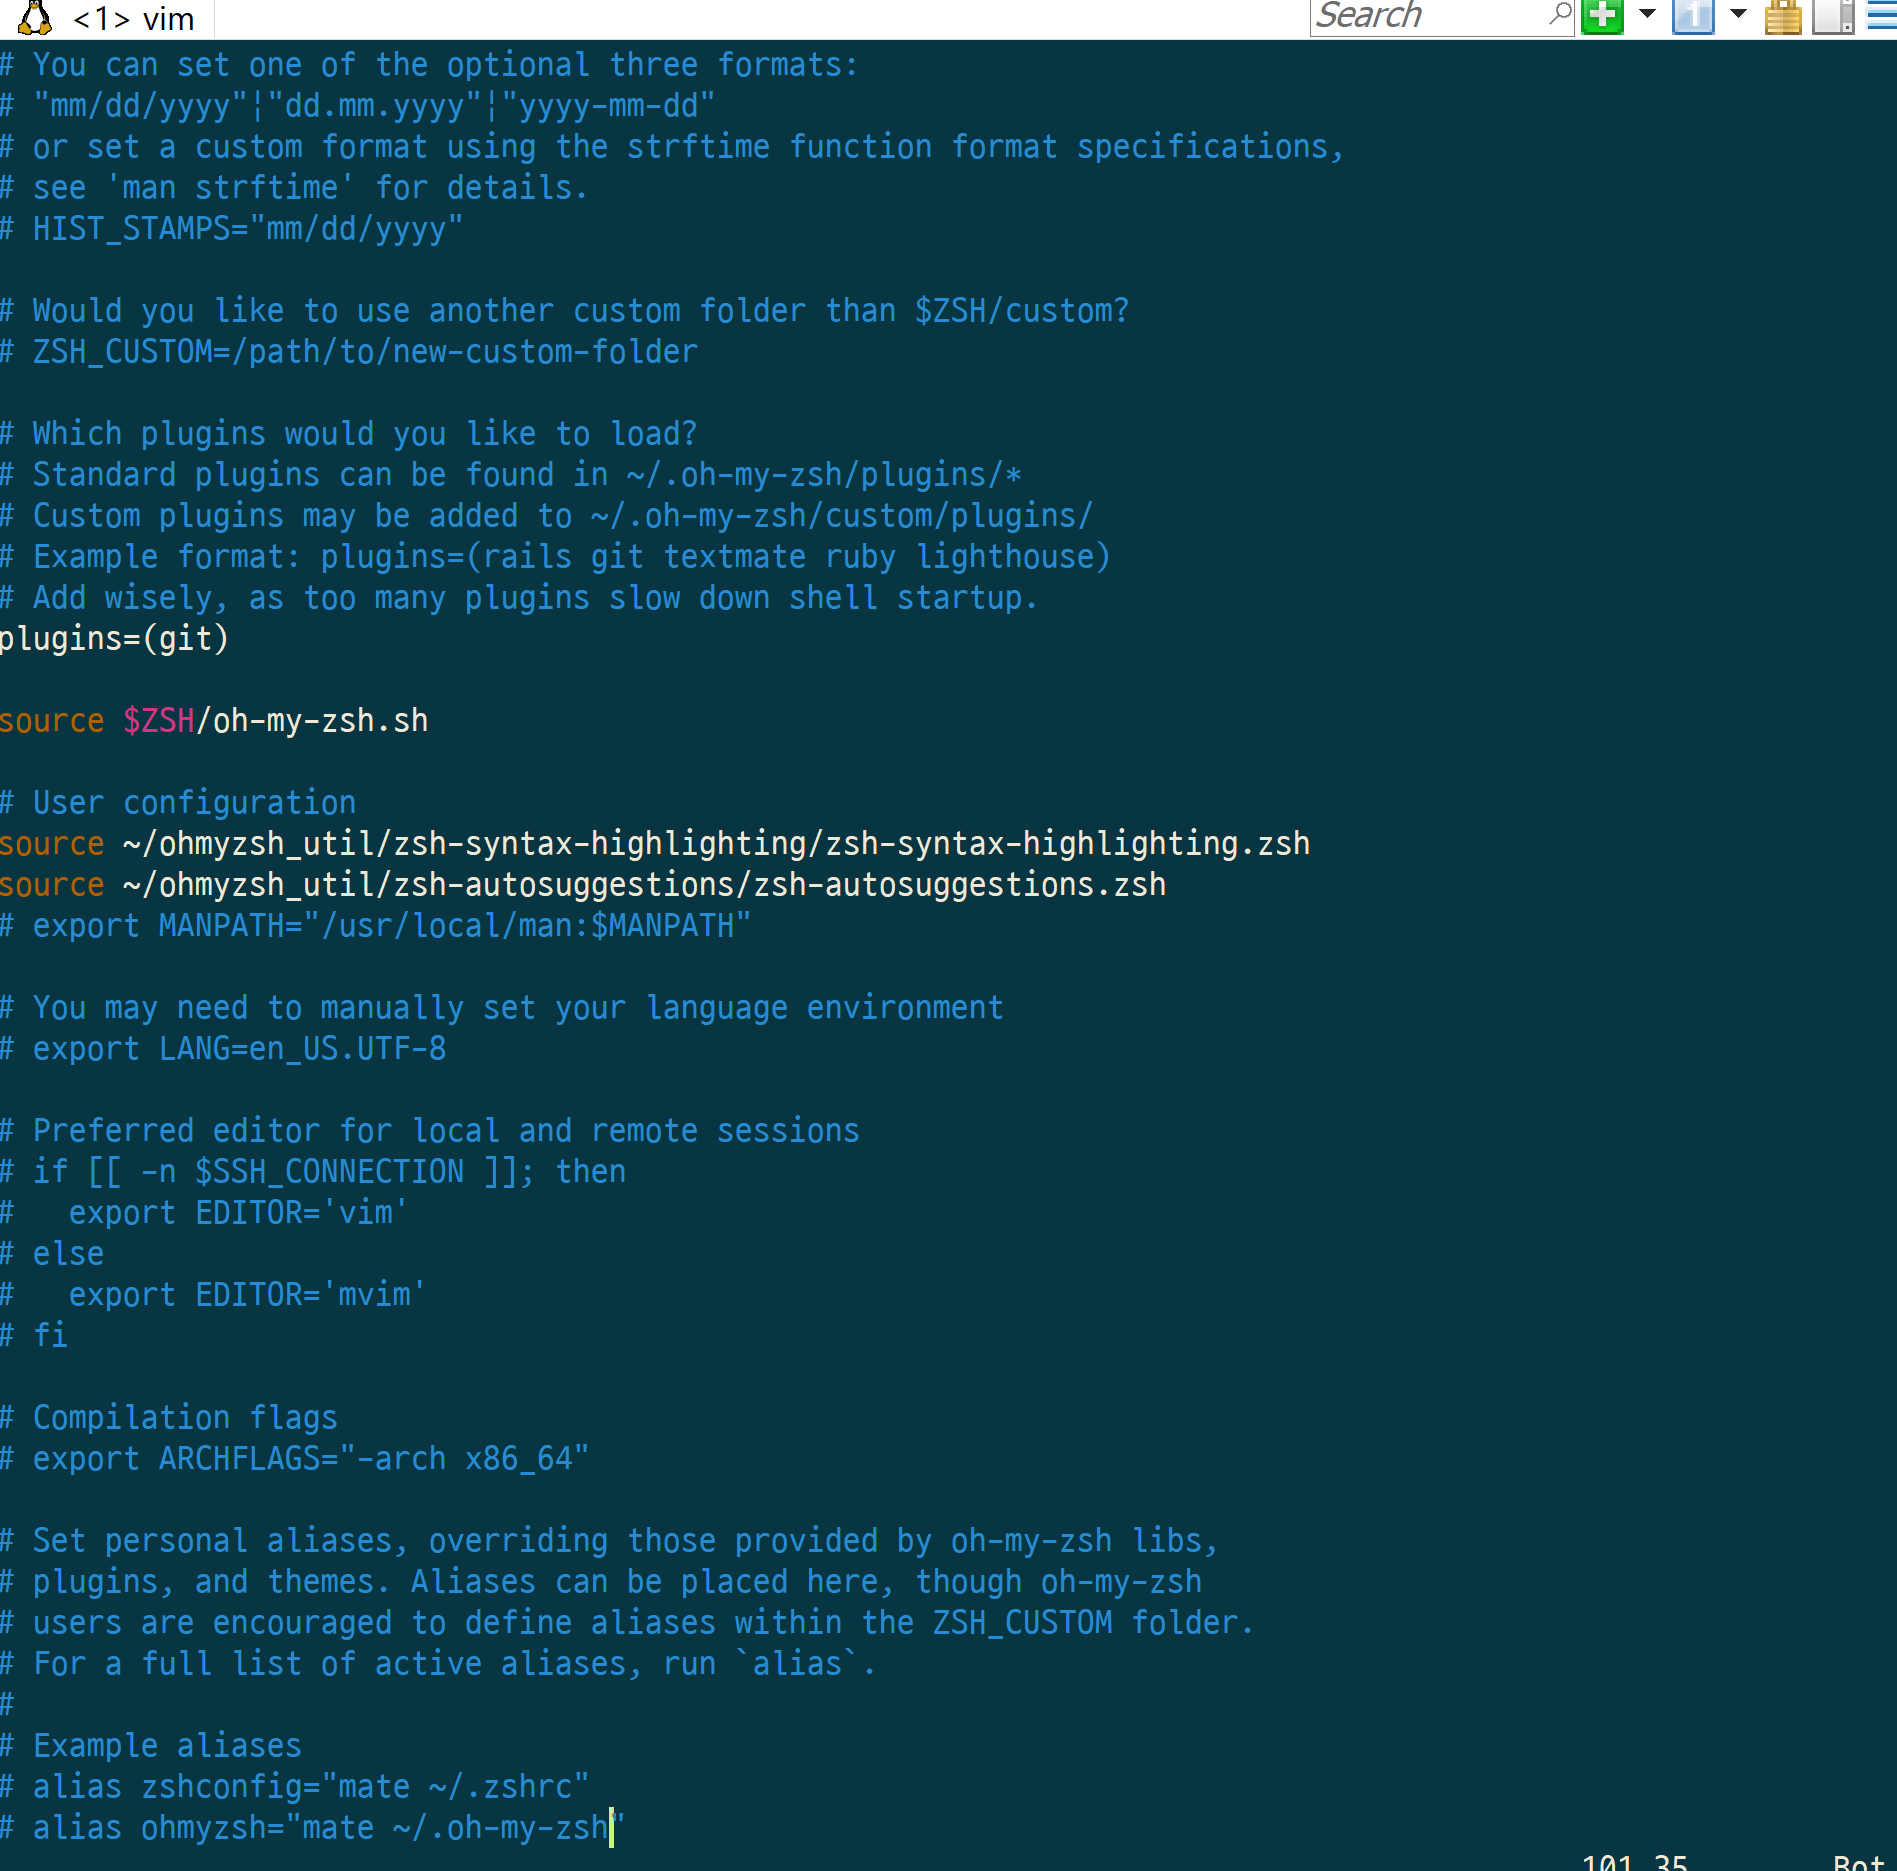 <1> vim
Search
1
# You can set one of the optional three formats:
# "mm/dd/yyyy"¦"dd.mm.yyyy"¦"yyyy-mm-dd"
# or set a custom format using the strftime function format specifications,
# see 'man strftime' for details.
# HIST_STAMPS="mm/dd/yyyy"

# Would you like to use another custom folder than $ZSH/custom?
# ZSH_CUSTOM=/path/to/new-custom-folder

# Which plugins would you like to load?
# Standard plugins can be found in ~/.oh-my-zsh/plugins/*
# Custom plugins may be added to ~/.oh-my-zsh/custom/plugins/
# Example format: plugins=(rails git textmate ruby lighthouse)
# Add wisely, as too many plugins slow down shell startup.
plugins=(git)

source $ZSH/oh-my-zsh.sh

# User configuration
source ~/ohmyzsh_util/zsh-syntax-highlighting/zsh-syntax-highlighting.zsh
source ~/ohmyzsh_util/zsh-autosuggestions/zsh-autosuggestions.zsh
# export MANPATH="/usr/local/man:$MANPATH"

# You may need to manually set your language environment
# export LANG=en_US.UTF-8

# Preferred editor for local and remote sessions
# if [[ -n $SSH_CONNECTION ]]; then
#   export EDITOR='vim'
# else
#   export EDITOR='mvim'
# fi

# Compilation flags
# export ARCHFLAGS="-arch x86_64"

# Set personal aliases, overriding those provided by oh-my-zsh libs,
# plugins, and themes. Aliases can be placed here, though oh-my-zsh
# users are encouraged to define aliases within the ZSH_CUSTOM folder.
# For a full list of active aliases, run `alias`.
#
# Example aliases
# alias zshconfig="mate ~/.zshrc"
# alias ohmyzsh="mate ~/.oh-my-zsh"
101,35 Bot